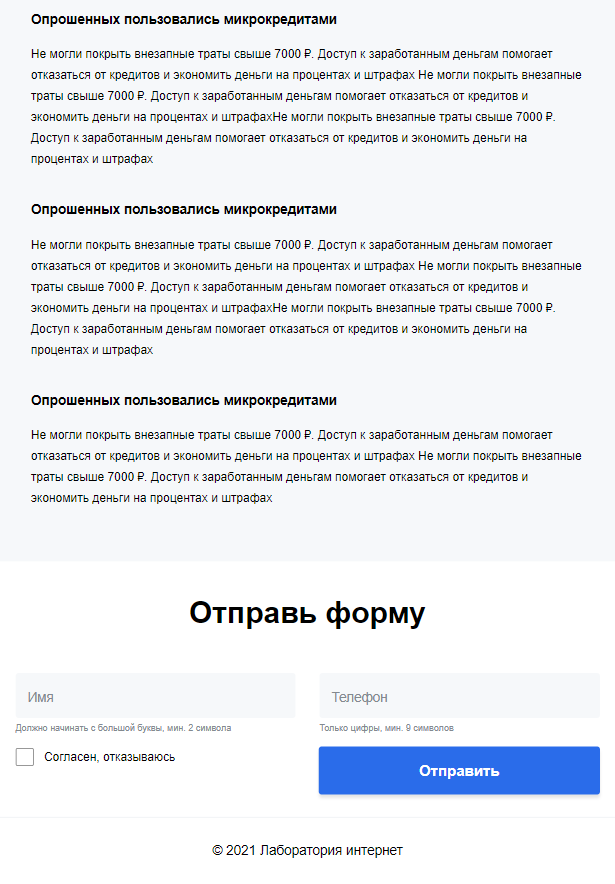 Опрошенных пользовались микрокредитами
Не могли покрыть внезапные траты свыше 7000 ₽. Доступ к заработанным деньгам помогает
отказаться от кредитов и экономить деньги на процентах и штрафах Не могли покрыть внезапные
траты свыше 7000 ₽. Доступ к заработанным деньгам помогает отказаться от кредитов и
экономить деньги на процентах и штрафахНе могли покрыть внезапные траты свыше 7000 ₽.
Доступ к заработанным деньгам помогает отказаться от кредитов и экономить деньги на
процентах и штрафах
Опрошенных пользовались микрокредитами
Не могли покрыть внезапные траты свыше 7000 ₽. Доступ к заработанным деньгам помогает
отказаться от кредитов и экономить деньги на процентах и штрафах Не могли покрыть внезапные
траты свыше 7000 ₽. Доступ к заработанным деньгам помогает отказаться от кредитов и
экономить деньги на процентах и штрафахНе могли покрыть внезапные траты свыше 7000 ₽.
Доступ к заработанным деньгам помогает отказаться от кредитов и экономить деньги на
процентах и штрафах
Опрошенных пользовались микрокредитами
Не могли покрыть внезапные траты свыше 7000 ₽. Доступ к заработанным деньгам помогает
отказаться от кредитов и экономить деньги на процентах и штрафах Не могли покрыть внезапные
траты свыше 7000 ₽. Доступ к заработанным деньгам помогает отказаться от кредитов и
экономить деньги на процентах и штрафах
Отправь форму
Имя
Телефон
Должно начинать с большой буквы, мин. 2 символа
Только цифры, мин. 9 символов
Согласен, отказываюсь
Отправить
© 2021 Лаборатория интернет